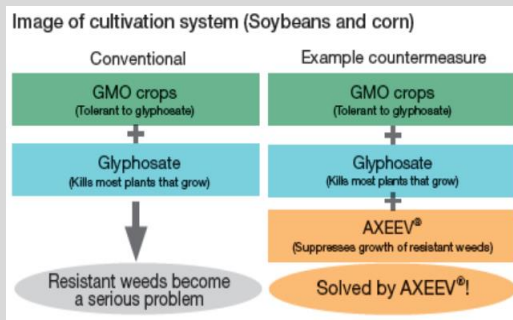 Image of cultivation system (Soybeans and corn)
Conventional
GMO crops
(Tolerant to glyphosate)
+
Glyphosate
(Kills most plants that grow)
Resistant weeds become
a serious problem
Example countermeasure
GMO crops
(Tolerant to glyphosate)
+
Glyphosate
(Kills most plants that grow)
+
AXEEV®
(Suppresses growth of resistant weeds)
Solved by AXEEV®!